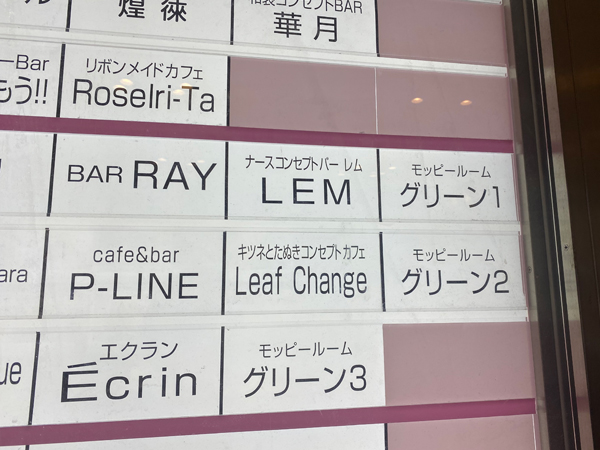 煌徠
和装コンセプトBAR
華月
ーBar
もう!!
リボンメイドカフェ
RoseIri-Ta
BAR RAY
ナースコンセプトバー レム
LEM
モッピールーム
グリーン1
ara
cafe&bar
P-LINE
キツネとたぬきコンセプトカフェ
Leaf Change
モッピールーム
グリーン2
ue
エクラン
Écrin
モッピールーム
グリーン3